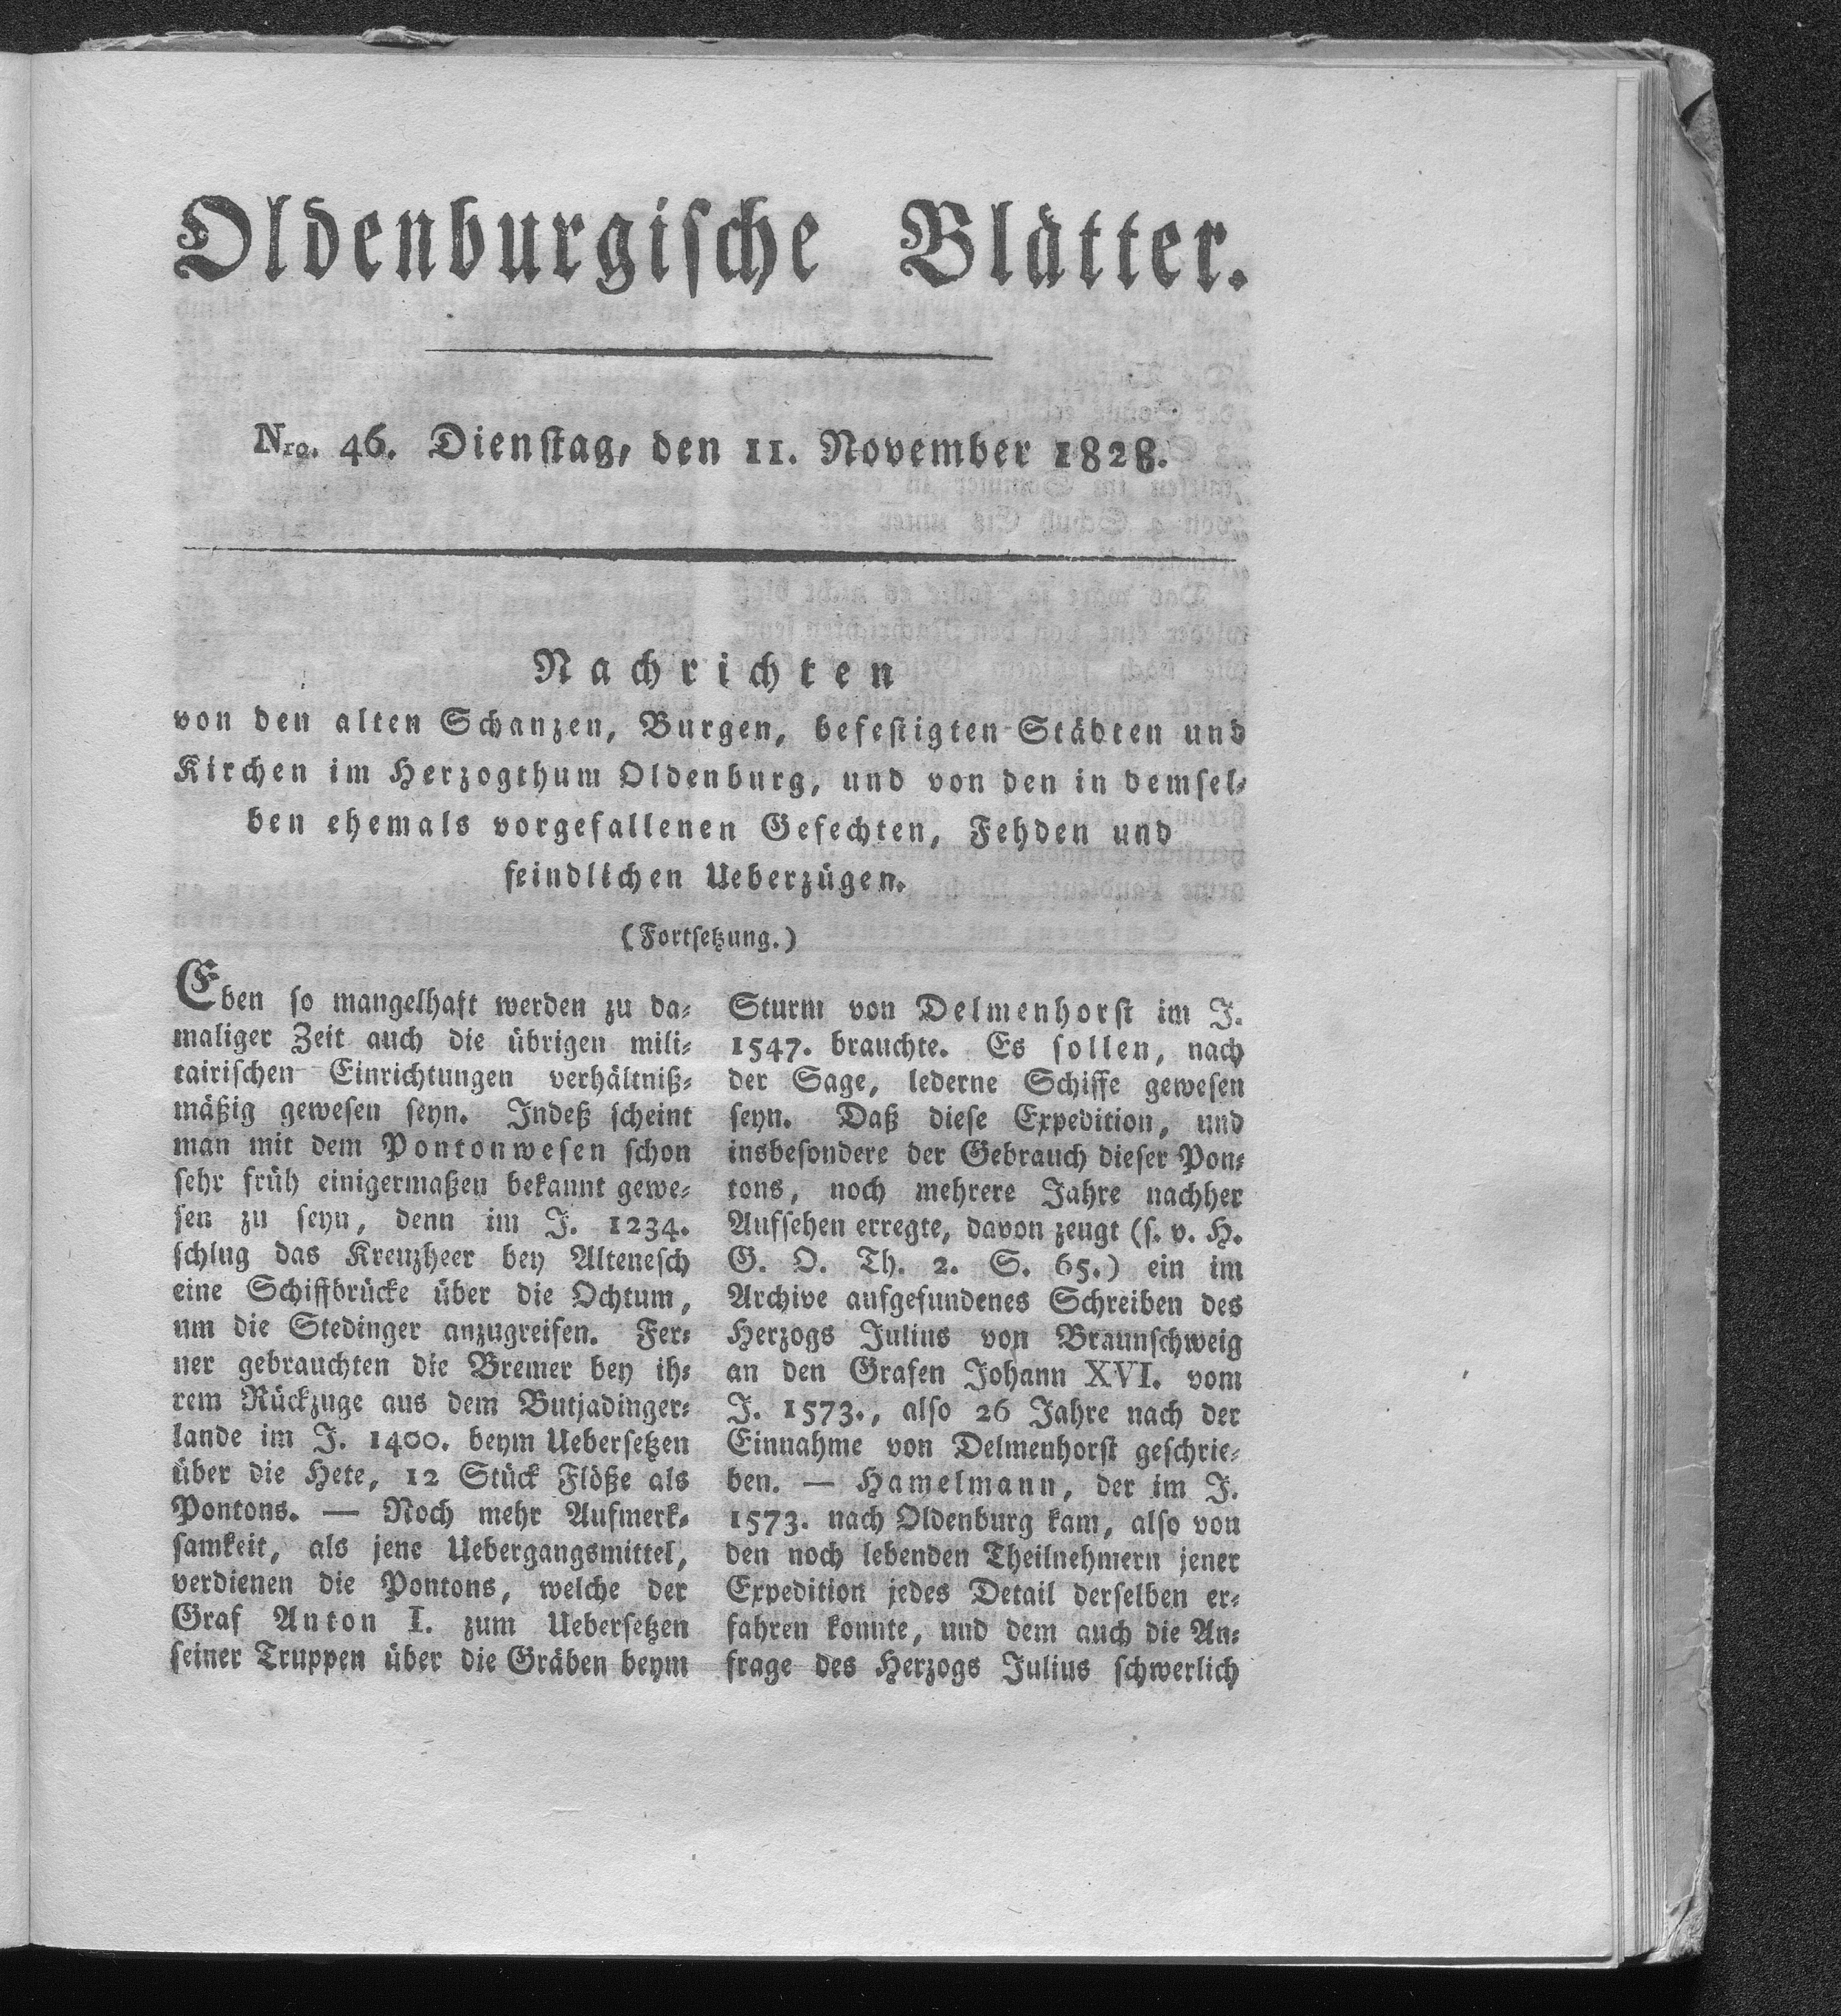 Oldenburgische Blätter.
Nro. 46. Dienstag, den 11. November 1828.
Nachrichten
von den alten Schanzen, Burgen, befestigten Städten und
Kirchen im Herzogthum Oldenburg, und von den in demsel-
ben ehemals vorgefallenen Gefechten, Fehden und
feindlichen Ueberzügen.
(Fortsetzung.)
Eben so mangelhaft werden zu da-
maliger Zeit auch die übrigen mili-
tairischen Einrichtungen verhältniß-
mäßig gewesen seyn. Indeß scheint
man mit dem Pontonwesen schon
sehr früh einigermaßen bekannt gewe-
sen zu seyn, denn im J. 1234.
schlug das Kreuzheer bey Altenesch
eine Schiffbrücke über die Ochtum,
um die Stedinger anzugreifen. Fer-
ner gebrauchten die Bremer bey ih-
rem Rückzuge aus dem Butjadinger-
lande im J. 1400. beym Uebersetzen
über die Hete, 12 Stück Flöße als
Pontons. — Noch mehr Aufmerk-
samkeit, als jene Uebergangsmittel,
verdienen die Pontons, welche der
Graf Anton I. zum Uebersetzen
seiner Truppen über die Gräben beym
Sturm von Delmenhorst im J.
1547. brauchte. Es sollen, nach
der Sage, lederne Schiffe gewesen
seyn. Daß diese Expedition, und
insbesondere der Gebrauch dieser Pon-
tons, noch mehrere Jahre nachher
Aufsehen erregte, davon zeugt (s. v. H.
G. O. Th. 2. S. 65.) ein im
Archive aufgefundenes Schreiben des
Herzogs Julius von Braunschweig
an den Grafen Johann XVI. vom
J. 1573., also 26 Jahre nach der
Einnahme von Delmenhorst geschrie-
ben. — Hamelmann, der im J.
1573. nach Oldenburg kam, also von
den noch lebenden Theilnehmern jener
Expedition jedes Detail derselben er-
fahren konnte, und dem auch die An-
frage des Herzogs Julius schwerlich